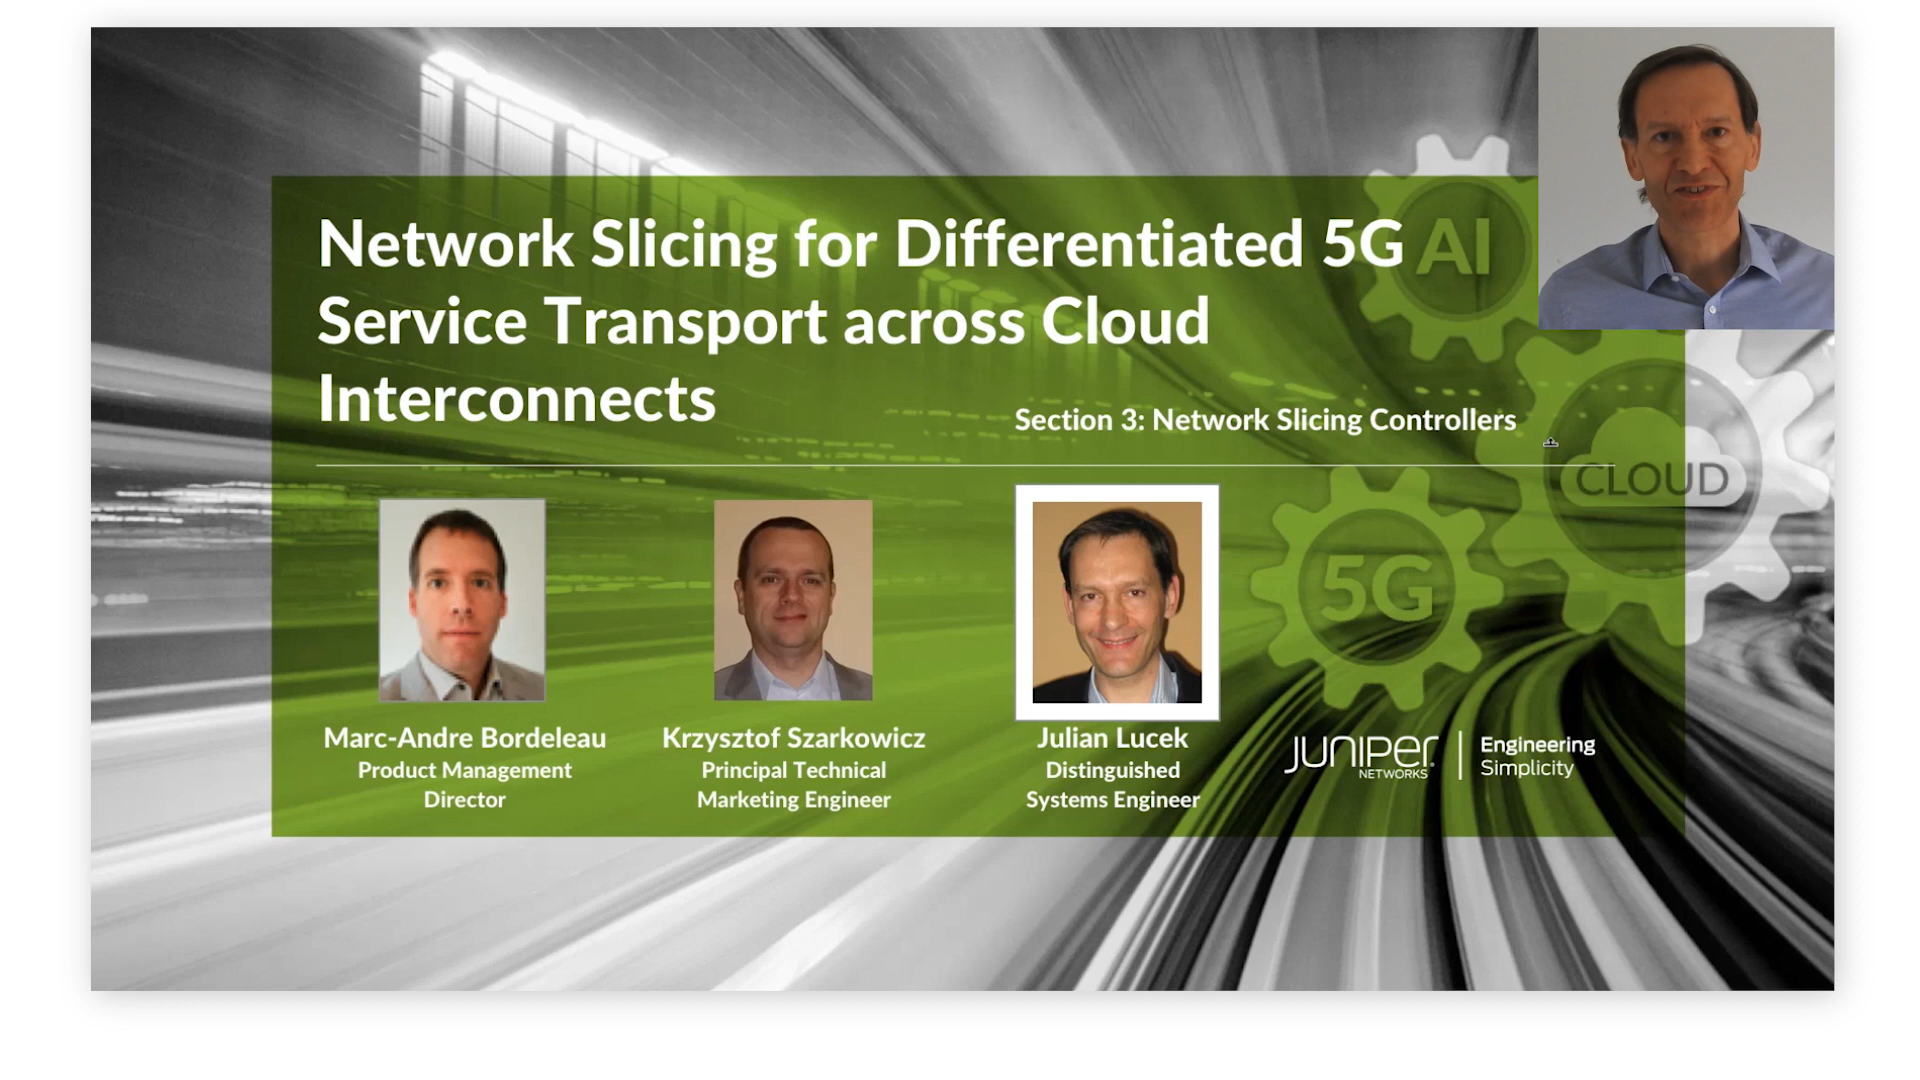 Network Slicing for Differentiated 5G
Service Transport across Cloud
Interconnects
Section 3: Network Slicing Controllers
AI
CLOUD
5G
Marc-Andre Bordeleau
Product Management
Director
Krzysztof Szarkowicz
Principal Technical
Marketing Engineer
Julian Lucek
Distinguished
Systems Engineer
JUNIPER
NETWORKS
Engineering
Simplicity